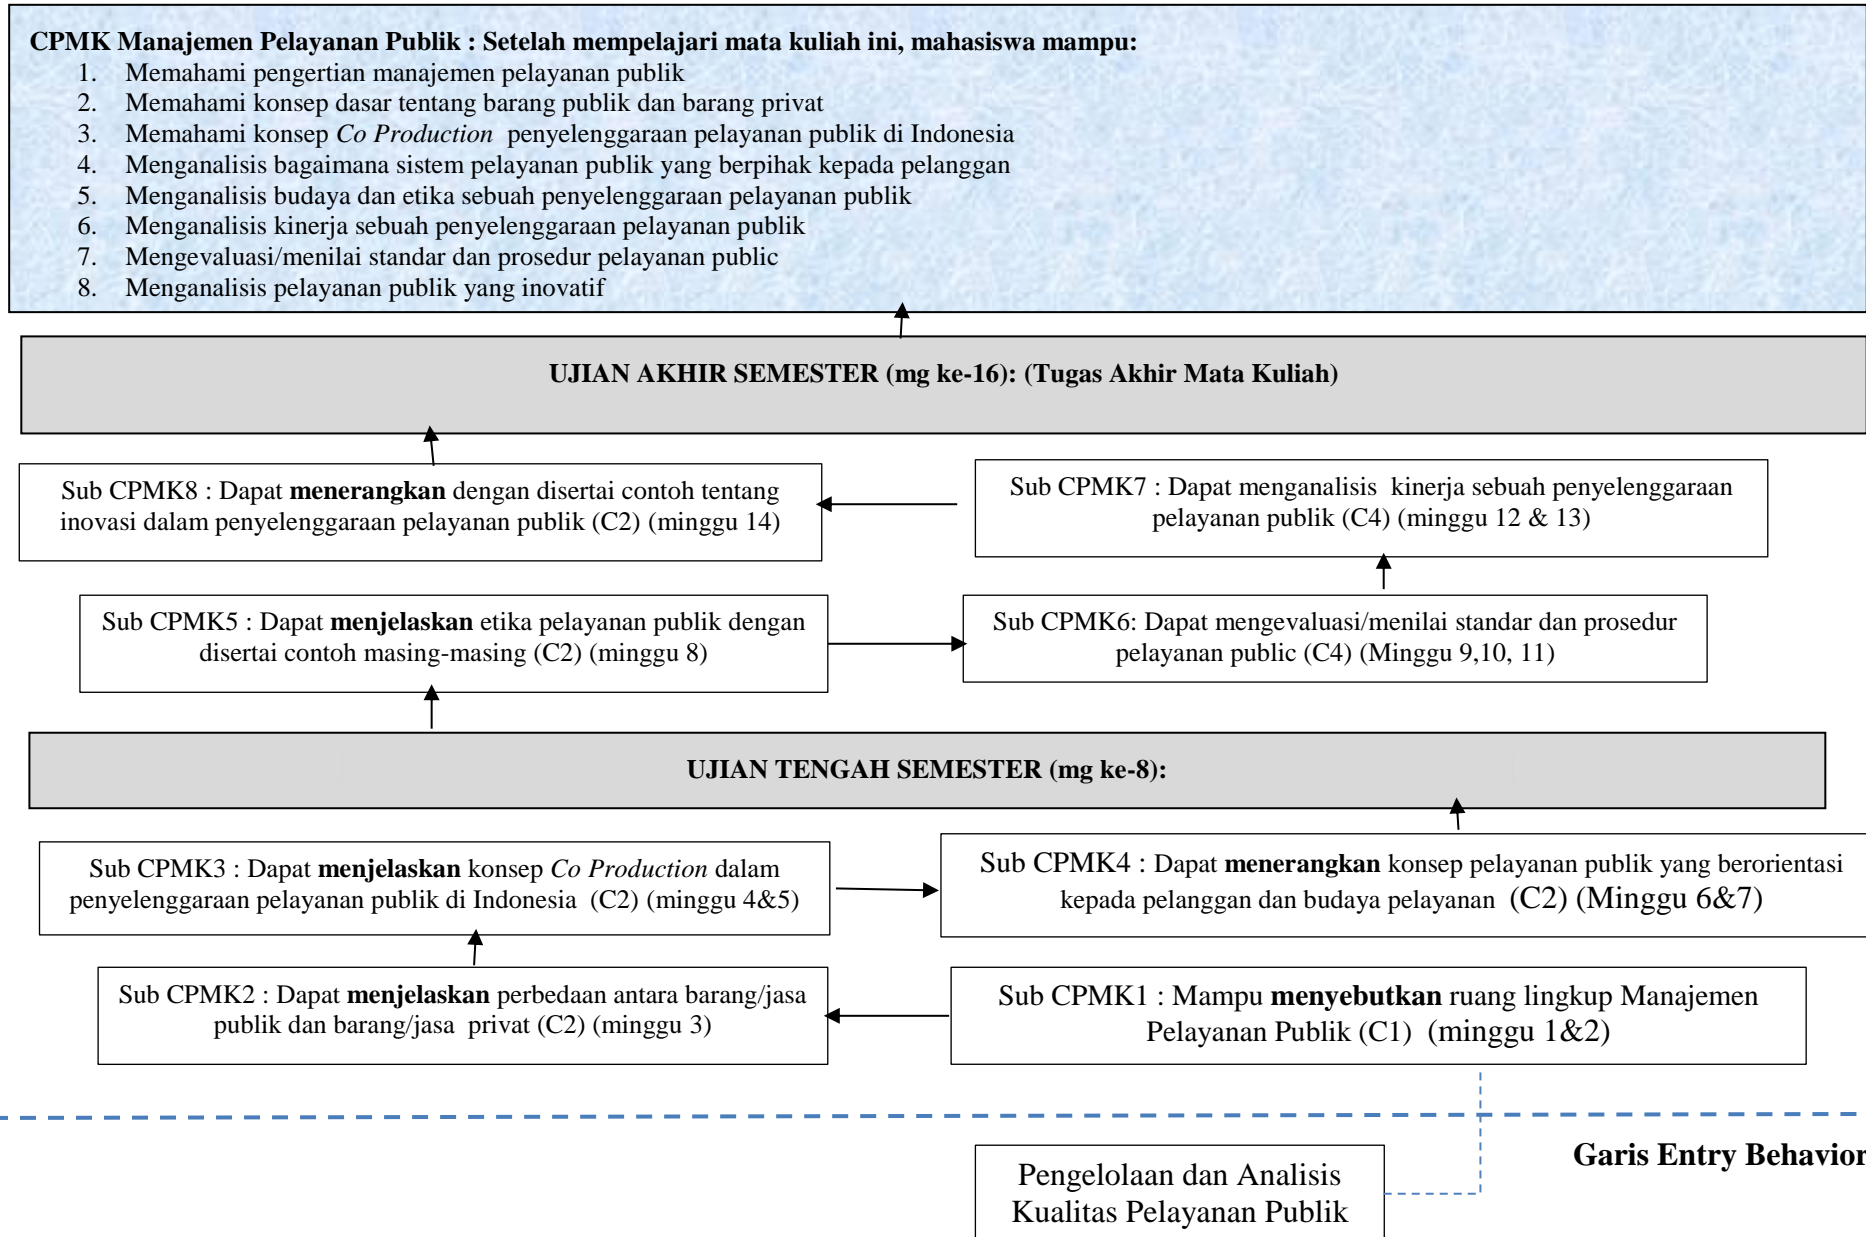 CPMK Manajemen Pelayanan Publik : Setelah mempelajari mata kuliah ini, mahasiswa mampu:
1. Memahami pengertian manajemen pelayanan publik
2. Memahami konsep dasar tentang barang publik dan barang privat
3. Memahami konsep Co Production penyelenggaraan pelayanan publik di Indonesia
4. Menganalisis bagaimana sistem pelayanan publik yang berpihak kepada pelanggan
5. Menganalisis budaya dan etika sebuah penyelenggaraan pelayanan publik
6. Menganalisis kinerja sebuah penyelenggaraan pelayanan publik
7. Mengevaluasi/menilai standar dan prosedur pelayanan public
8. Menganalisis pelayanan publik yang inovatif
UJIAN AKHIR SEMESTER (mg ke-16): (Tugas Akhir Mata Kuliah)
Sub CPMK8 : Dapat menerangkan dengan disertai contoh tentang
inovasi dalam penyelenggaraan pelayanan publik (C2) (minggu 14)
Sub CPMK7 : Dapat menganalisis kinerja sebuah penyelenggaraan
pelayanan publik (C4) (minggu 12 & 13)
Sub CPMK5 : Dapat menjelaskan etika pelayanan publik dengan
disertai contoh masing-masing (C2) (minggu 8)
Sub CPMK6: Dapat mengevaluasi/menilai standar dan prosedur
pelayanan public (C4) (Minggu 9,10, 11)
UJIAN TENGAH SEMESTER (mg ke-8):
Sub CPMK3 : Dapat menjelaskan konsep Co Production dalam
penyelenggaraan pelayanan publik di Indonesia (C2) (minggu 4&5)
Sub CPMK4 : Dapat menerangkan konsep pelayanan publik yang berorientasi
kepada pelanggan dan budaya pelayanan (C2) (Minggu 6&7)
Sub CPMK2 : Dapat menjelaskan perbedaan antara barang/jasa
publik dan barang/jasa privat (C2) (minggu 3)
Sub CPMK1 : Mampu menyebutkan ruang lingkup Manajemen
Pelayanan Publik (C1) (minggu 1&2)
Garis Entry Behavior
Pengelolaan dan Analisis
Kualitas Pelayanan Publik